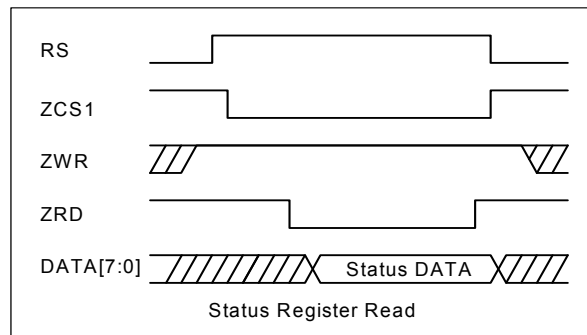 RS
ZCS1
ZWR
ZRD
DATA[7:0]
Status DATA
Status Register Read